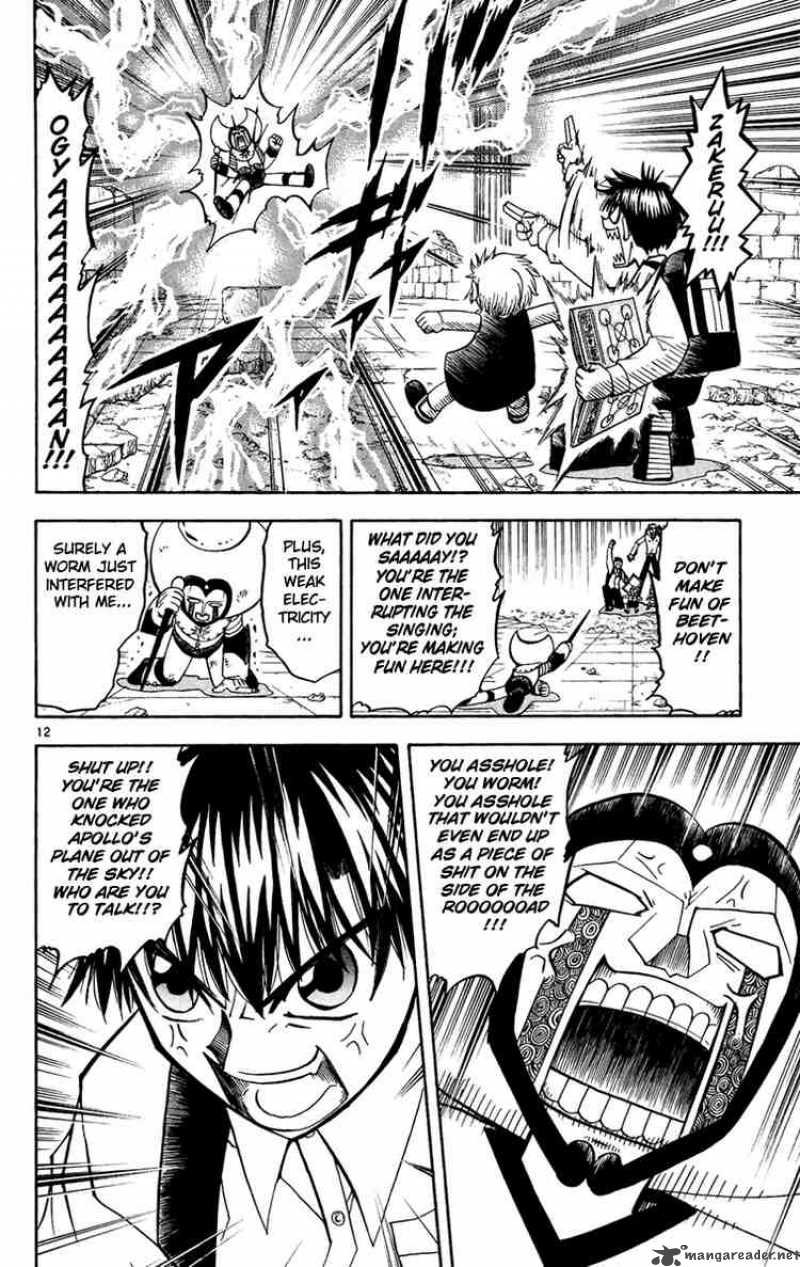 ZAKERUU!!!
OGYAAAAAAAAAAAAAAN!!!
DON'T
MAKE
FUN OF
BEET-
HOVEN
!!
WHAT DID YOU
SAAAAAY!?
YOU'RE THE
ONE INTER-
RUPTING THE
SINGING;
YOU'RE MAKING
FUN HERE!!!
PLUS,
THIS
WEAK
ELEC-
TRICITY
...
SURELY A
WORM JUST
INTERFERED
WITH ME...
12
YOU ASSHOLE!
YOU WORM!
YOU ASSHOLE
THAT WOULDN'T
EVEN END UP
AS A PIECE OF
SHIT ON THE
SIDE OF THE
ROOOOOOAD
!!!
SHUT UP!!
YOU'RE THE
ONE WHO
KNOCKED
APOLLO'S
PLANE OUT OF
THE SKY!!
WHO ARE YOU
TO TALK!!?
mangareader.net